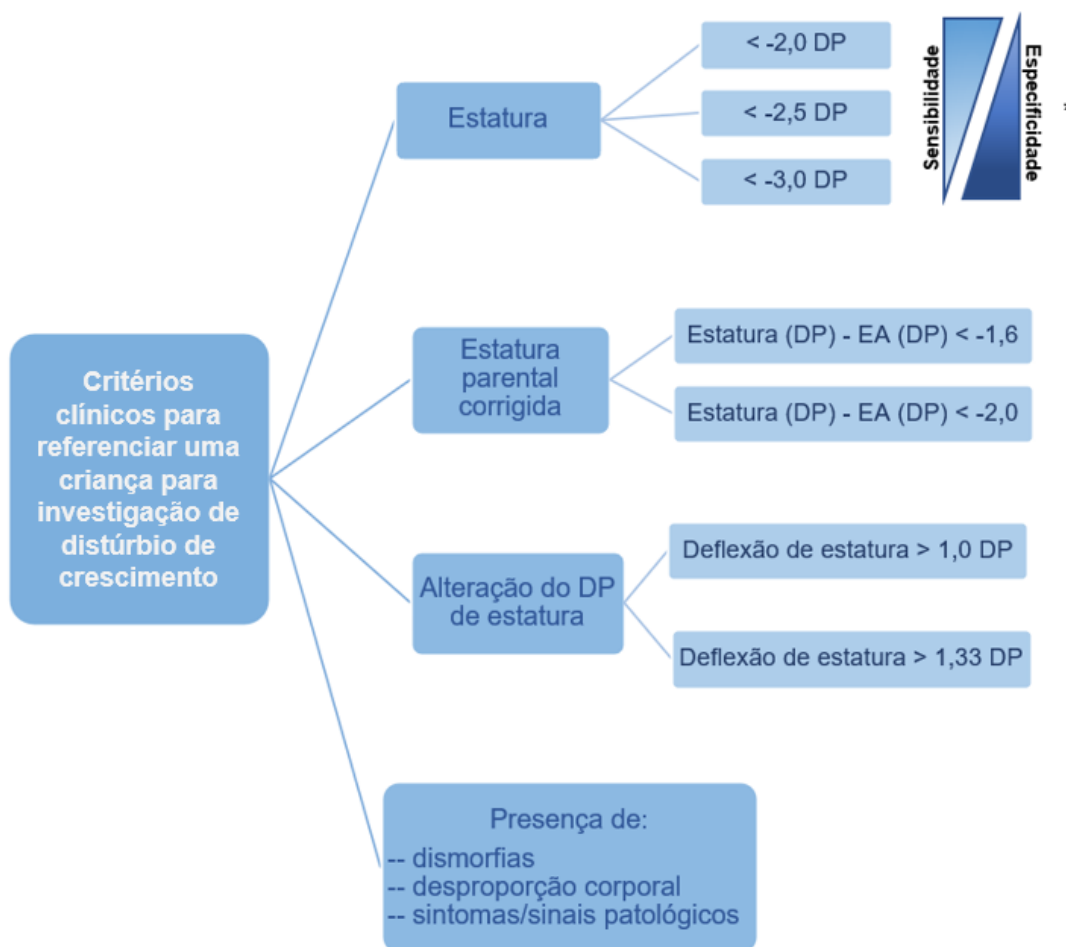 Critérios
clínicos para
referenciar uma
criança para
investigação de
distúrbio de
crescimento
Estatura
< -2,0 DP
< -2,5 DP
< -3,0 DP
Sensibilidade
Especificidade
Estatura
parental
corrigida
Estatura (DP) - EA (DP) < -1,6
Estatura (DP) - EA (DP) < -2,0
Alteração do DP
de estatura
Deflexão de estatura > 1,0 DP
Deflexão de estatura > 1,33 DP
Presença de:
-- dismorfias
-- desproporção corporal
-- sintomas/sinais patológicos